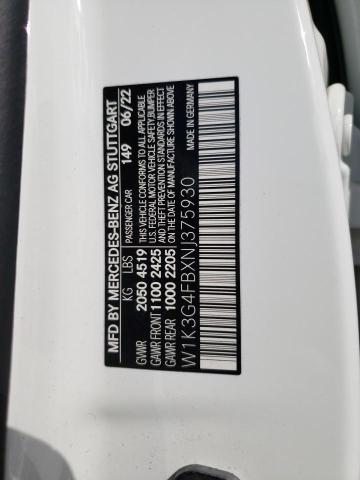 MFD BY MERCEDES-BENZ AG STUTTGART
PASSENGER CAR 149 06/22
KG LBS
THIS VEHICLE CONFORMS TO ALL APPLICABLE
U.S. FEDERAL MOTOR VEHICLE SAFETY, BUMPER
AND THEFT PREVENTION STANDARDS IN EFFECT
ON THE DATE OF MANUFACTURE SHOWN ABOVE
GVWR 2050 4519
GAWR FRONT 1100 2425
GAWR REAR 1000 2205
MADE IN GERMANY
W1K3G4FBXNJ375930